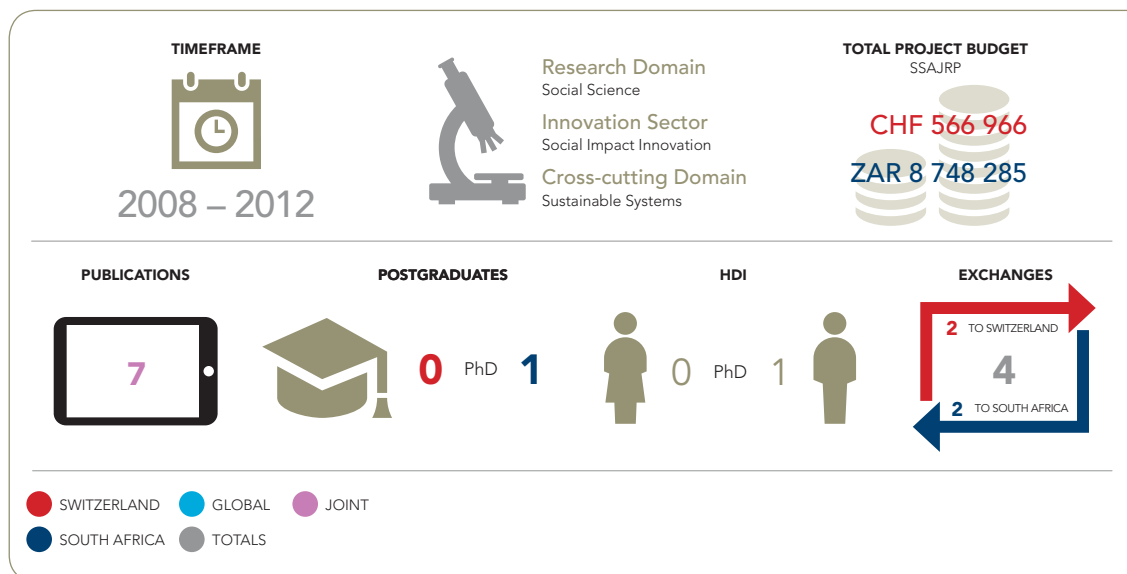 TIMEFRAME
2008 – 2012
Research Domain
Social Science
Innovation Sector
Social Impact Innovation
Cross-cutting Domain
Sustainable Systems
TOTAL PROJECT BUDGET
SSAJRP
CHF 566 966
ZAR 8 748 285
PUBLICATIONS
7
POSTGRADUATES
0 PhD 1
HDI
0 PhD 1
EXCHANGES
2 TO SWITZERLAND
4
2 TO SOUTH AFRICA
SWITZERLAND
GLOBAL
JOINT
SOUTH AFRICA
TOTALS